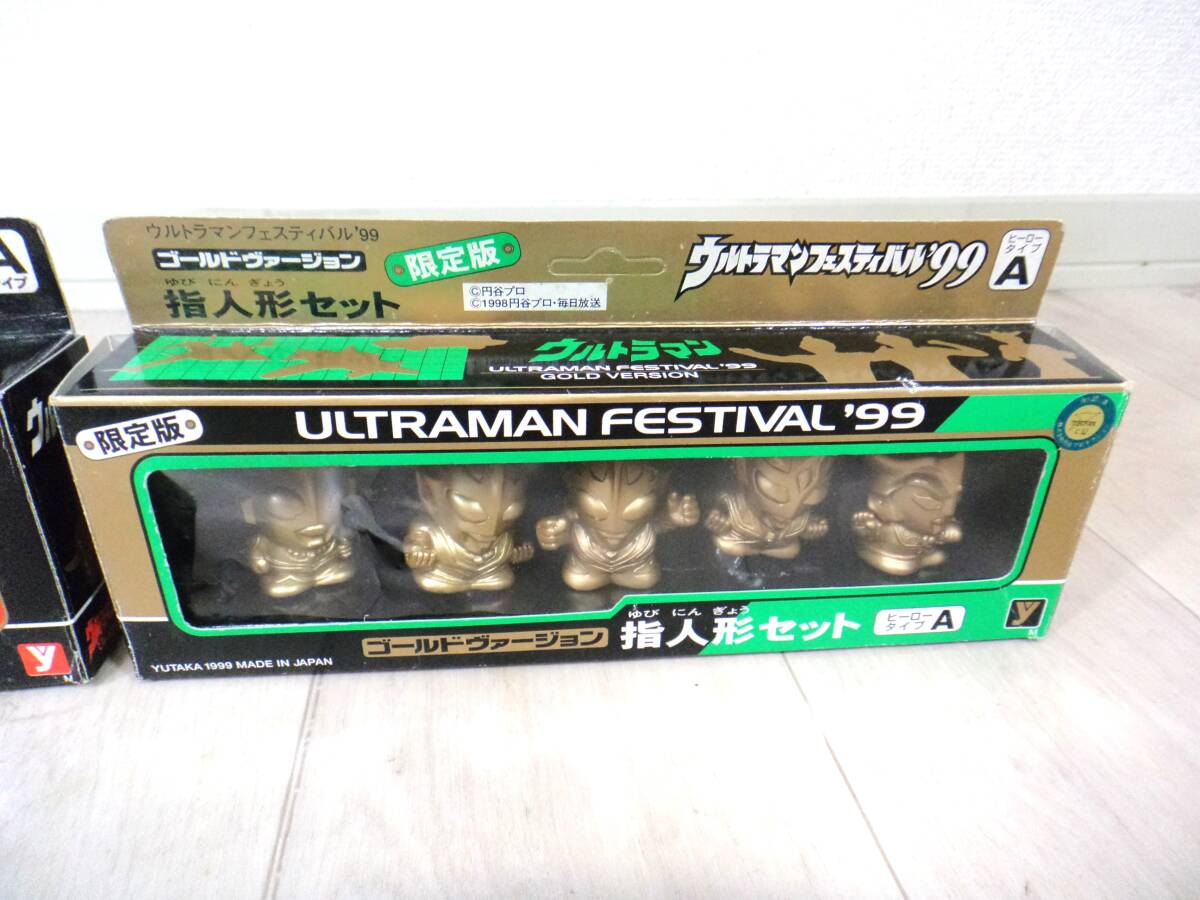 ウルトラマンフェスティバル'99
ゴールドヴァージョン
限定版
ゆび にん ぎょう
指人形セット
©円谷プロ
©1998円谷プロ・毎日放送
ウルトラマンフェスティバル'99
ヒーロー
タイプ
A
ウルトラマン
ULTRAMAN FESTIVAL '99
GOLD VERSION
限定版
ULTRAMAN FESTIVAL '99
ゴールドヴァージョン
ゆび にん ぎょう
指人形セット
ヒーロー
タイプ A
YUTAKA 1999 MADE IN JAPAN
y
M
A
イプ
y
M